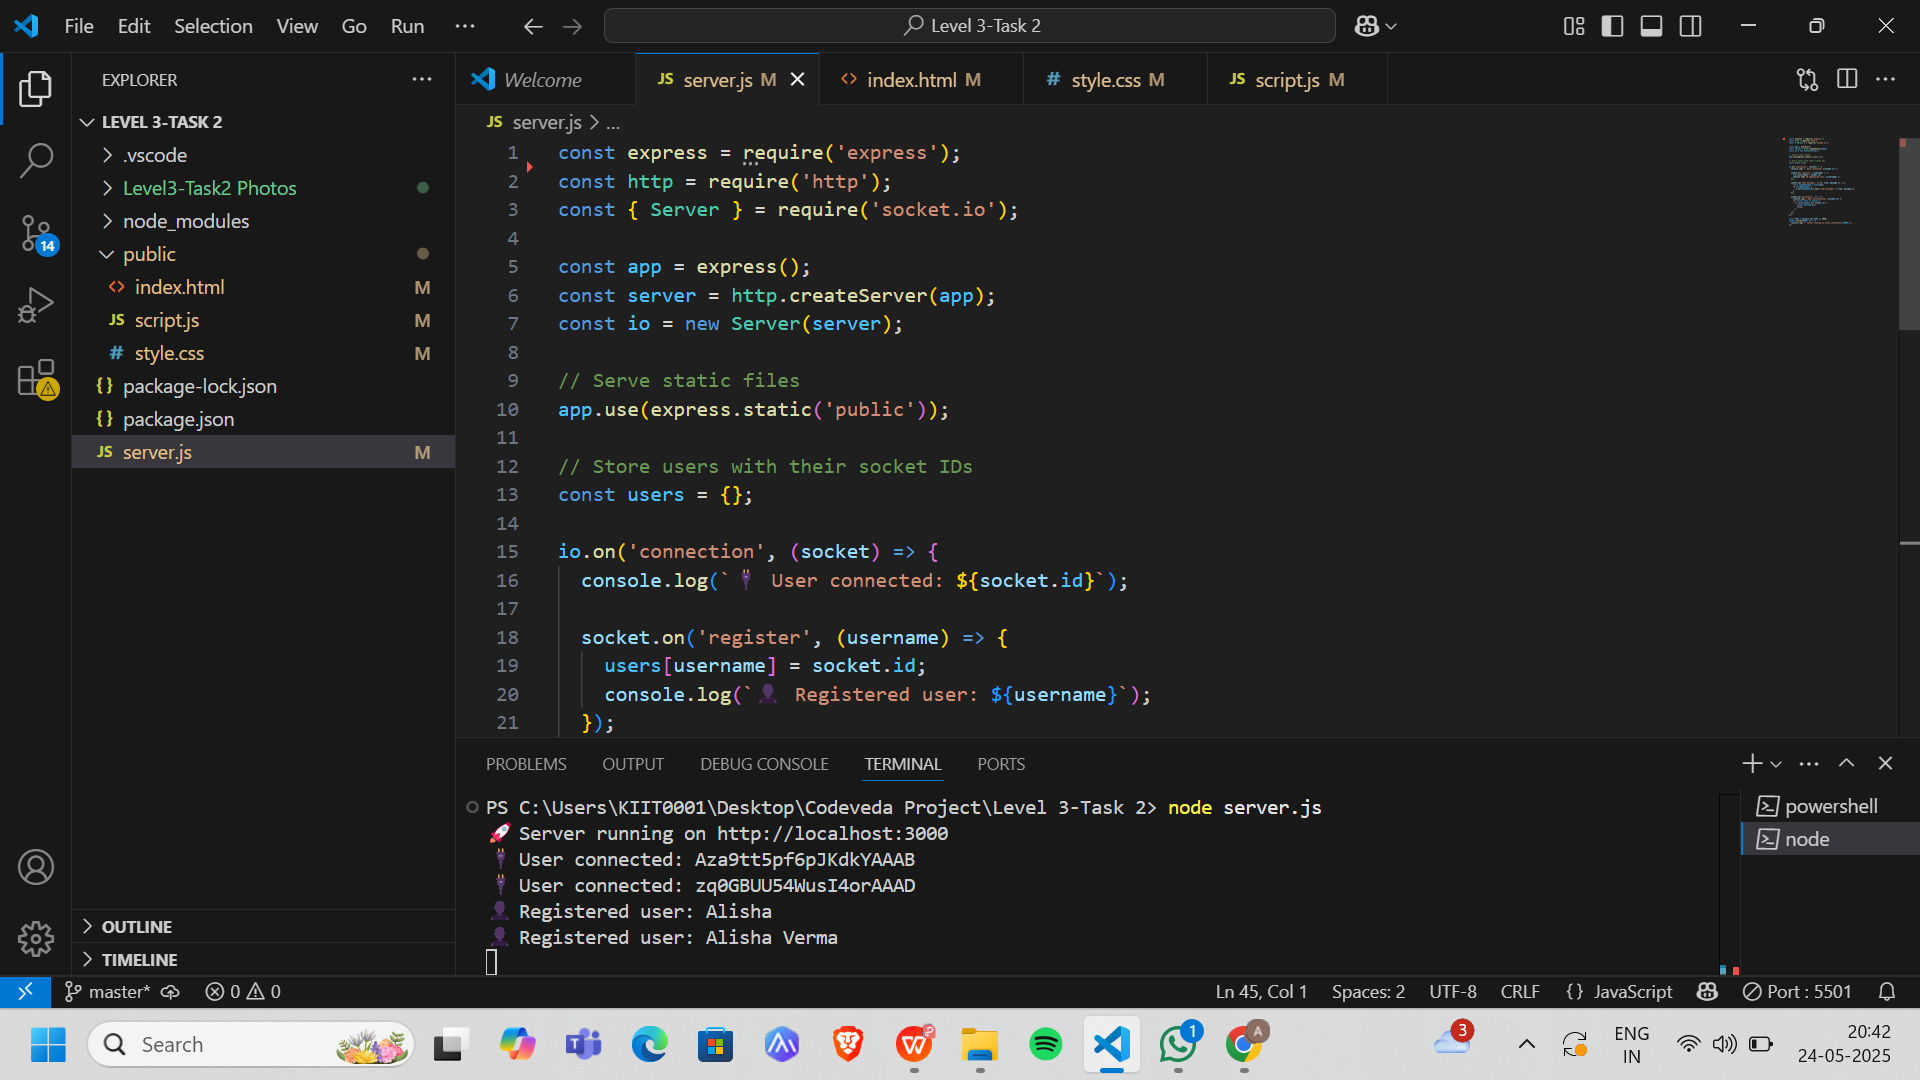 File Edit Selection View Go Run ... Level 3-Task 2
EXPLORER ...
LEVEL 3-TASK 2
.vscode
Level3-Task2 Photos
node_modules
public
index.html M
script.js M
style.css M
package-lock.json
package.json
server.js M
OUTLINE
TIMELINE
14
Welcome JS server.js M index.html M # style.css M JS script.js M
JS server.js > ...
1 const express = require('express');
2 const http = require('http');
3 const { Server } = require('socket.io');
4
5 const app = express();
6 const server = http.createServer(app);
7 const io = new Server(server);
8
9 // Serve static files
10 app.use(express.static('public'));
11
12 // Store users with their socket IDs
13 const users = {};
14
15 io.on('connection', (socket) => {
16 console.log(`🔌 User connected: ${socket.id}`);
17
18 socket.on('register', (username) => {
19 users[username] = socket.id;
20 console.log(`👤 Registered user: ${username}`);
21 });
PROBLEMS OUTPUT DEBUG CONSOLE TERMINAL PORTS
PS C:\Users\KIIT0001\Desktop\Codeveda Project\Level 3-Task 2> node server.js
🚀 Server running on http://localhost:3000
🔌 User connected: Aza9tt5pf6pJKdkYAAAB
🔌 User connected: zq0GBUU54WusI4orAAAD
👤 Registered user: Alisha
👤 Registered user: Alisha Verma
powershell
node
master* 0 0 Ln 45, Col 1 Spaces: 2 UTF-8 CRLF {} JavaScript Port : 5501
Search 1 A 3 ENG IN 20:42
24-05-2025